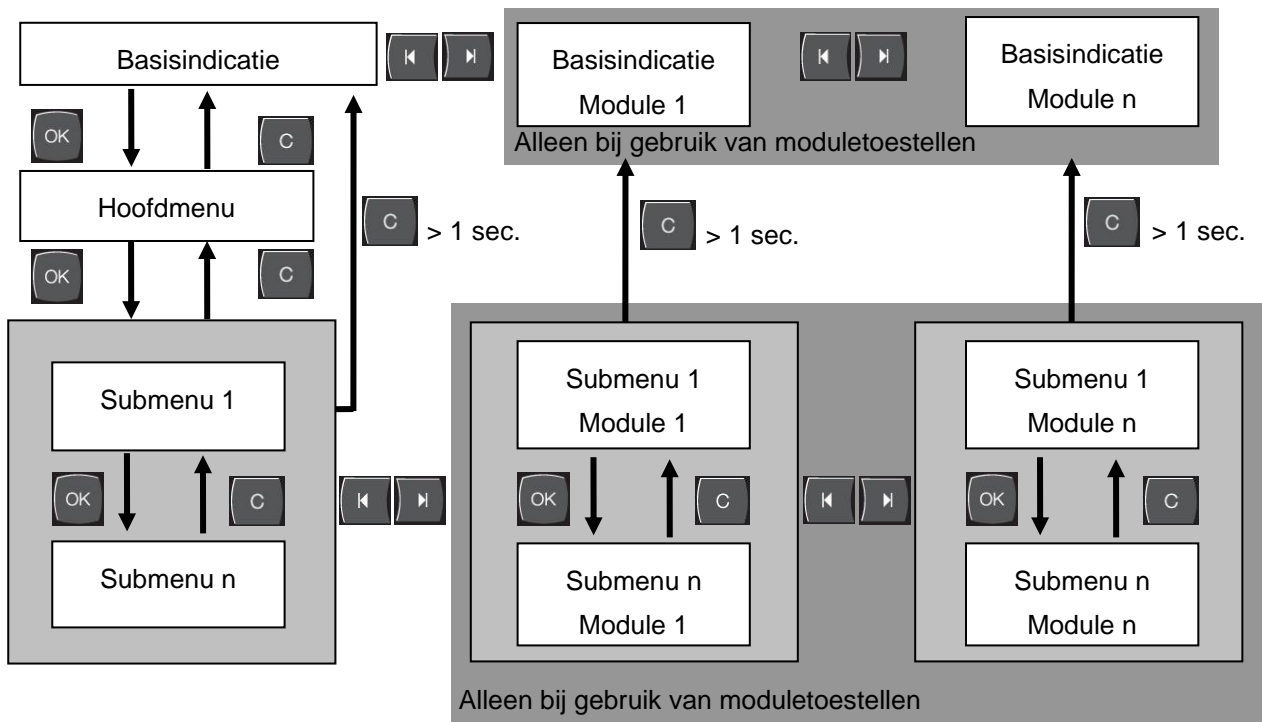 Basisindicatie
Basisindicatie
Module 1
Basisindicatie
Module n
Alleen bij gebruik van moduletoestellen
OK
C
Hoofdmenu
C
> 1 sec.
C
> 1 sec.
C
> 1 sec.
OK
C
Submenu 1
Submenu 1
Module 1
Submenu 1
Module n
OK
C
OK
C
OK
C
Submenu n
Submenu n
Module 1
Submenu n
Module n
Alleen bij gebruik van moduletoestellen